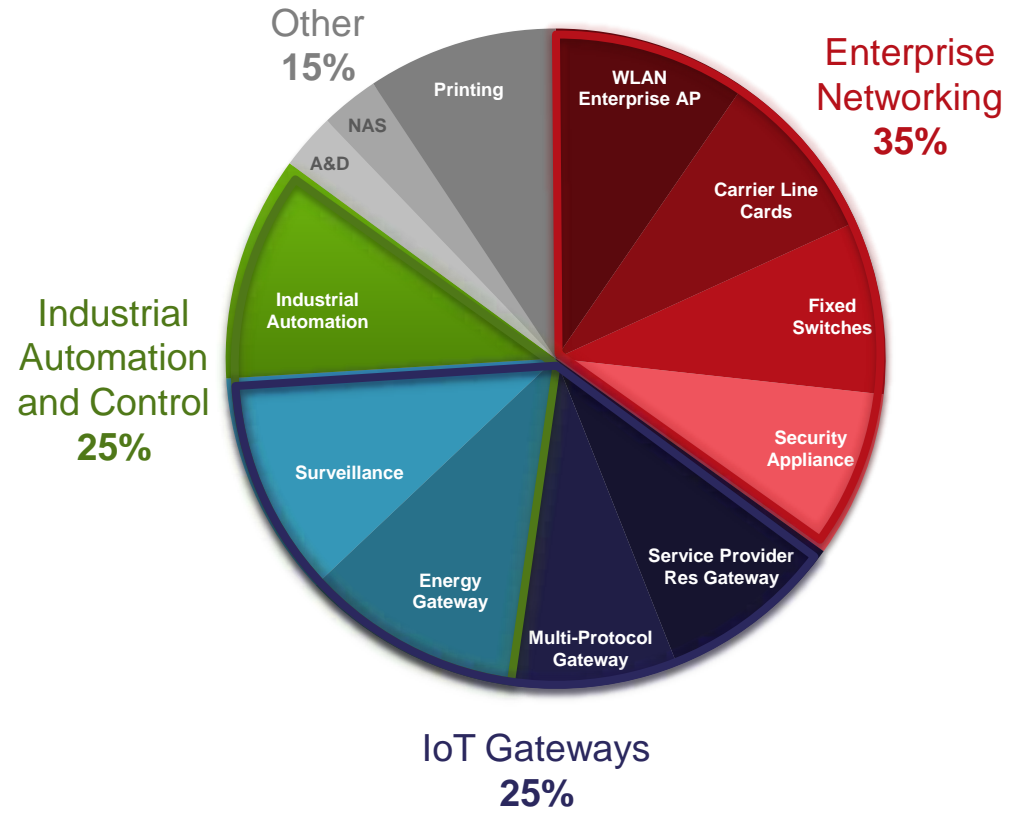 Other
15%
Enterprise
Networking
35%
Printing
WLAN
Enterprise AP
NAS
A&D
Carrier Line
Cards
Industrial
Automation
and Control
25%
Industrial
Automation
Fixed
Switches
Security
Appliance
Surveillance
Energy
Gateway
Service Provider
Res Gateway
Multi-Protocol
Gateway
IoT Gateways
25%